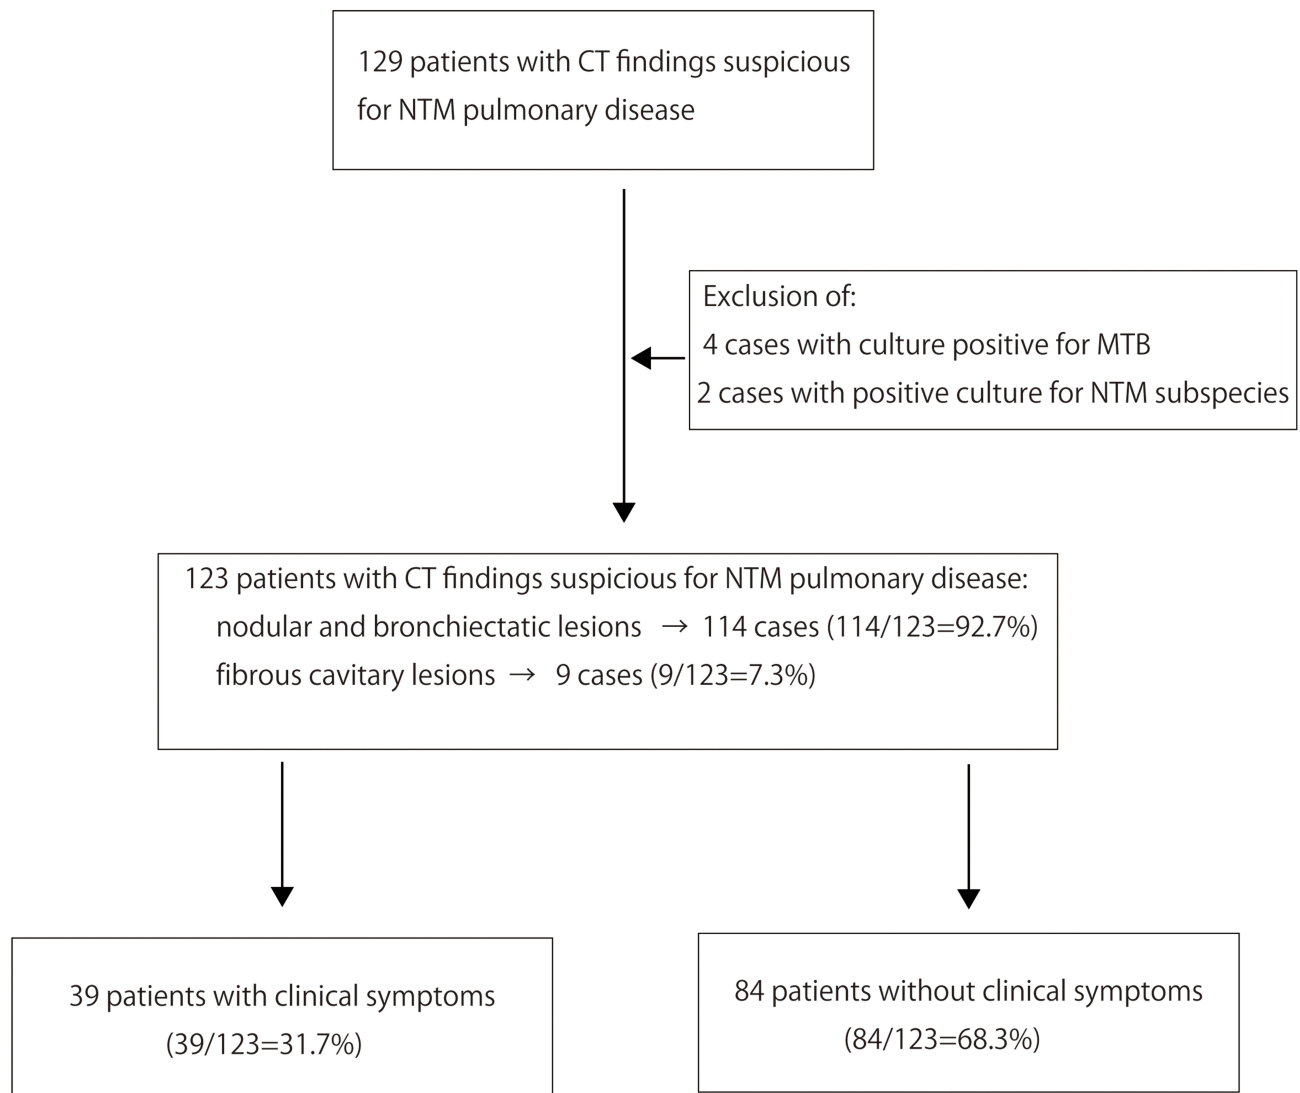 129 patients with CT findings suspicious
for NTM pulmonary disease
Exclusion of:
4 cases with culture positive for MTB
2 cases with positive culture for NTM subspecies
123 patients with CT findings suspicious for NTM pulmonary disease:
nodular and bronchiectatic lesions → 114 cases (114/123=92.7%)
fibrous cavitary lesions → 9 cases (9/123=7.3%)
39 patients with clinical symptoms
(39/123=31.7%)
84 patients without clinical symptoms
(84/123=68.3%)